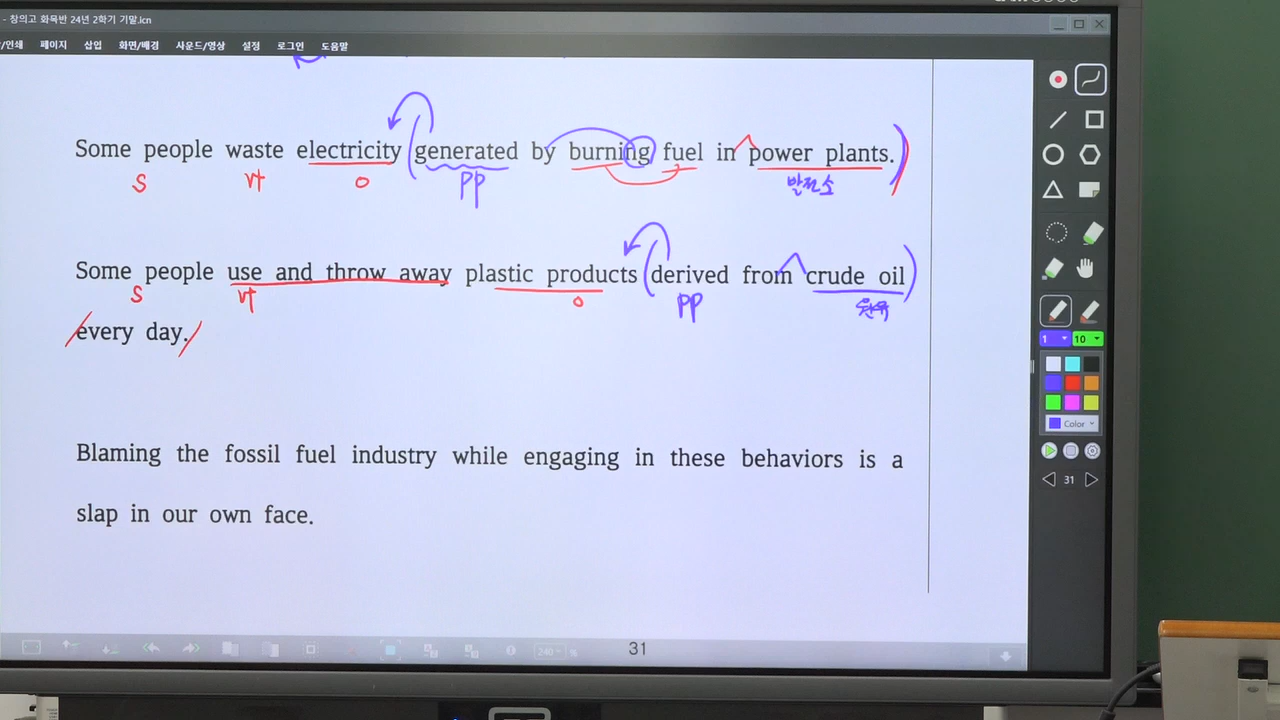 - 창의고 화목반 24년 2학기 기말.icn
/인쇄 페이지 삽입 화면/배경 사운드/영상 설정 로그인 도움말
Some people waste electricity (generated by burning fuel in power plants.)
S vt o pp 발전소
Some people use and throw away plastic products (derived from crude oil)
S vt o pp 원유
/every day./
Blaming the fossil fuel industry while engaging in these behaviors is a
slap in our own face.
1 10
Color
31
240 %
31